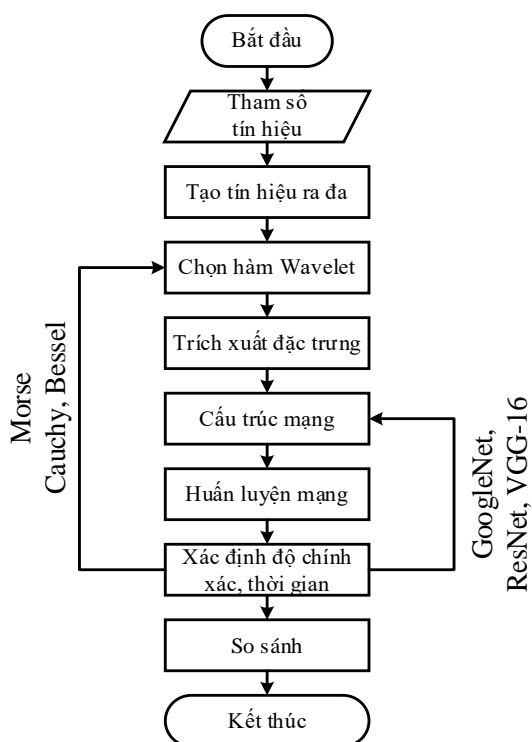 Bắt đầu
Tham số
tín hiệu
Tạo tín hiệu ra đa
Chọn hàm Wavelet
Trích xuất đặc trưng
Cấu trúc mạng
Huấn luyện mạng
Xác định độ chính
xác, thời gian
So sánh
Kết thúc
Morse
Cauchy, Bessel
GoogleNet,
ResNet, VGG-16